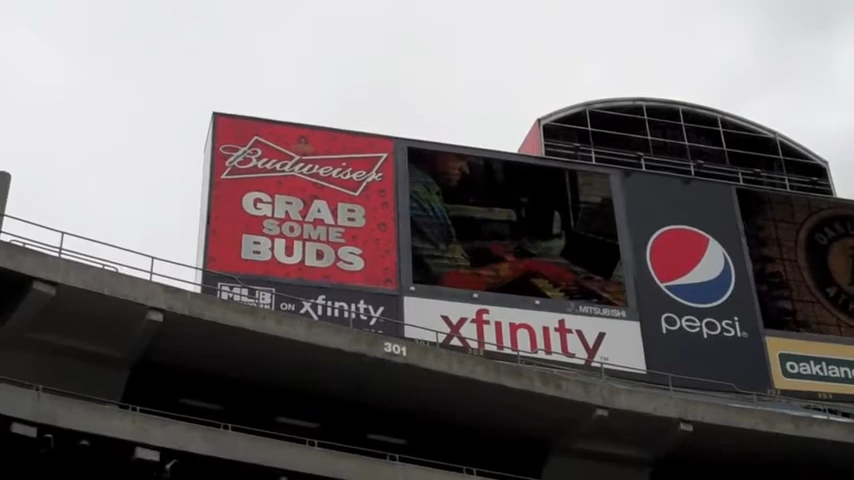 Budweiser
GRAB
SOME
BUDS
MLB
ON xfinity
MITSUBISHI
xfinity
pepsi
301
oakland